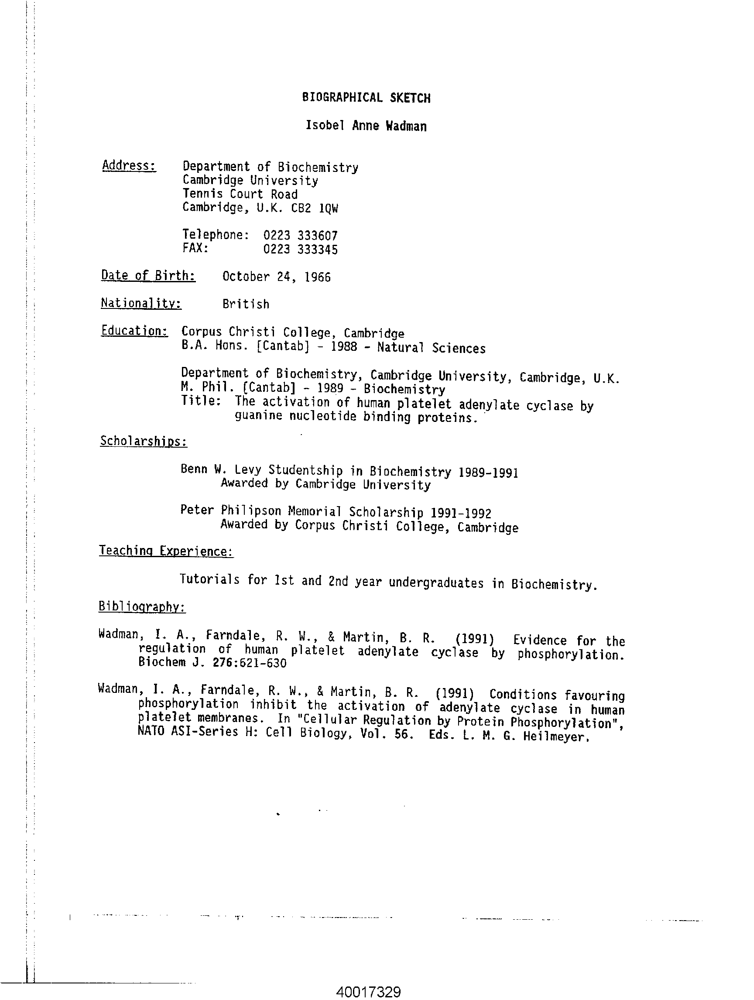 BIOGRAPHICAL SKETCH
Isobel Anne Wadman
Address: Department of Biochemistry
Cambridge University
Tennis Court Road
Cambridge, U.K. CB2 1QW
Telephone: 0223 333607
FAX: 0223 333345
Date of Birth: October 24, 1966
Nationality: British
Education: Corpus Christi College, Cambridge
B.A. Hons. [Cantab] - 1988 - Natural Sciences
Department of Biochemistry, Cambridge University, Cambridge, U.K.
M. Phil. [Cantab] - 1989 - Biochemistry
Title: The activation of human platelet adenylate cyclase by
guanine nucleotide binding proteins.
Scholarships:
Benn W. Levy Studentship in Biochemistry 1989-1991
Awarded by Cambridge University
Peter Philipson Memorial Scholarship 1991-1992
Awarded by Corpus Christi College, Cambridge
Teaching Experience:
Tutorials for 1st and 2nd year undergraduates in Biochemistry.
Bibliography:
Wadman, I. A., Farndale, R. W., & Martin, B. R. (1991) Evidence for the
regulation of human platelet adenylate cyclase by phosphorylation.
Biochem J. 276:621-630
Wadman, I. A., Farndale, R. W., & Martin, B. R. (1991) Conditions favouring
phosphorylation inhibit the activation of adenylate cyclase in human
platelet membranes. In "Cellular Regulation by Protein Phosphorylation",
NATO ASI-Series H: Cell Biology, Vol. 56. Eds. L. M. G. Heilmeyer.
40017329